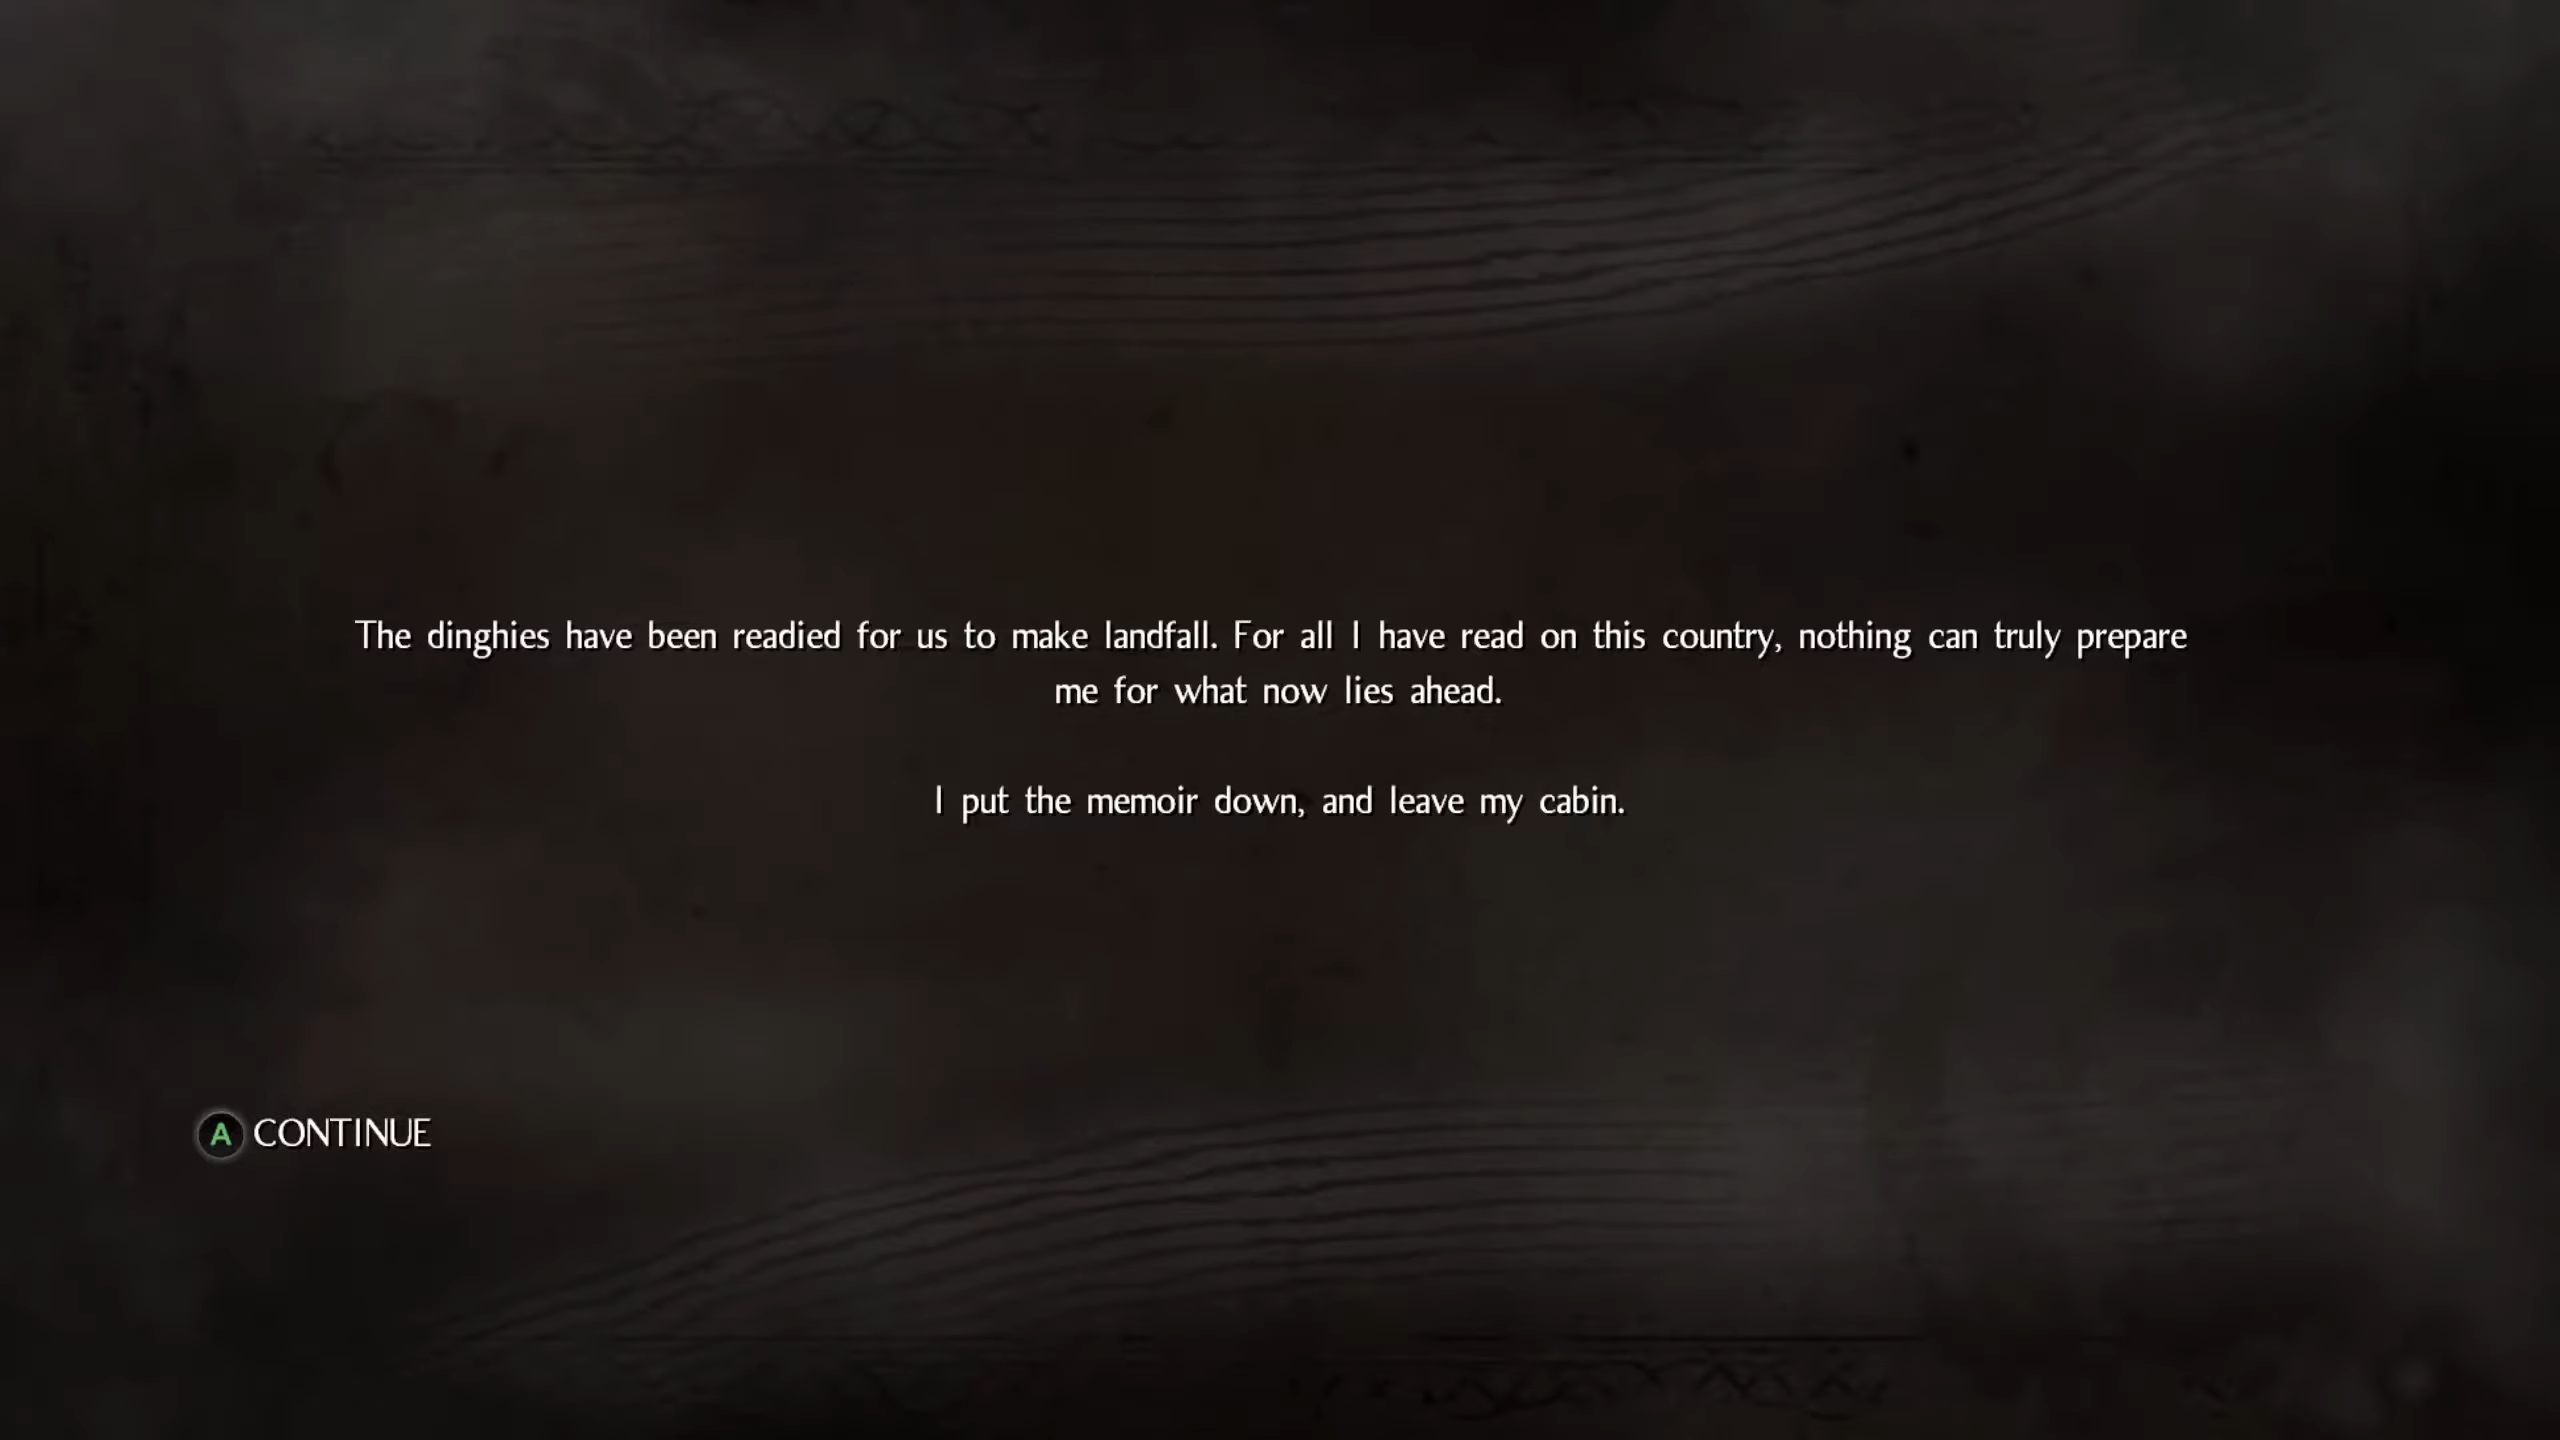 The dinghies have been readied for us to make landfall. For all I have read on this country, nothing can truly prepare
me for what now lies ahead.
I put the memoir down, and leave my cabin.
A CONTINUE